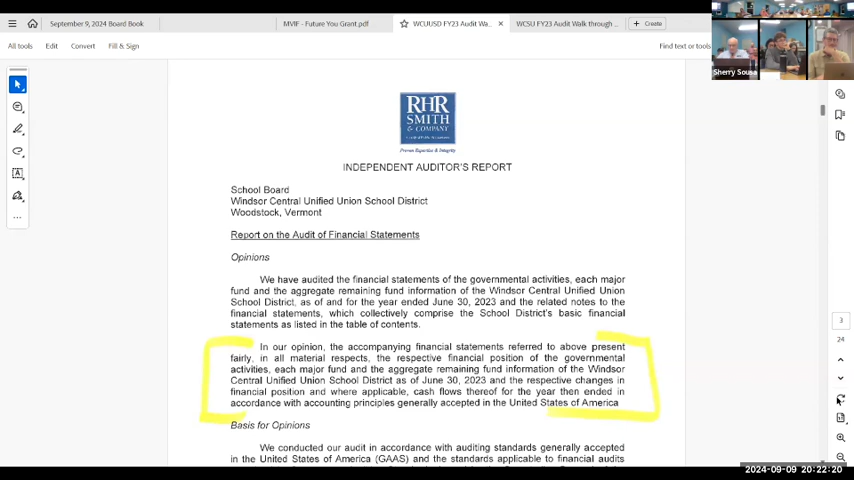 September 9, 2024 Board Book
MVIF - Future You Grant.pdf
WCUUSD FY23 Audit Wa...
WCSU FY23 Audit Walk through ...
+ Create
All tools
Edit
Convert
Fill & Sign
Find text or tools
Sherry Sousa
RHR
SMITH
& COMPANY
Proven Expertise & Integrity
INDEPENDENT AUDITOR'S REPORT
School Board
Windsor Central Unified Union School District
Woodstock, Vermont
Report on the Audit of Financial Statements
Opinions
We have audited the financial statements of the governmental activities, each major
fund and the aggregate remaining fund information of the Windsor Central Unified Union
School District, as of and for the year ended June 30, 2023 and the related notes to the
financial statements, which collectively comprise the School District's basic financial
statements as listed in the table of contents.
In our opinion, the accompanying financial statements referred to above present
fairly, in all material respects, the respective financial position of the governmental
activities, each major fund and the aggregate remaining fund information of the Windsor
Central Unified Union School District as of June 30, 2023 and the respective changes in
financial position and where applicable, cash flows thereof for the year then ended in
accordance with accounting principles generally accepted in the United States of America
Basis for Opinions
We conducted our audit in accordance with auditing standards generally accepted
in the United States of America (GAAS) and the standards applicable to financial audits
3
24
2024-09-09 20:22:20